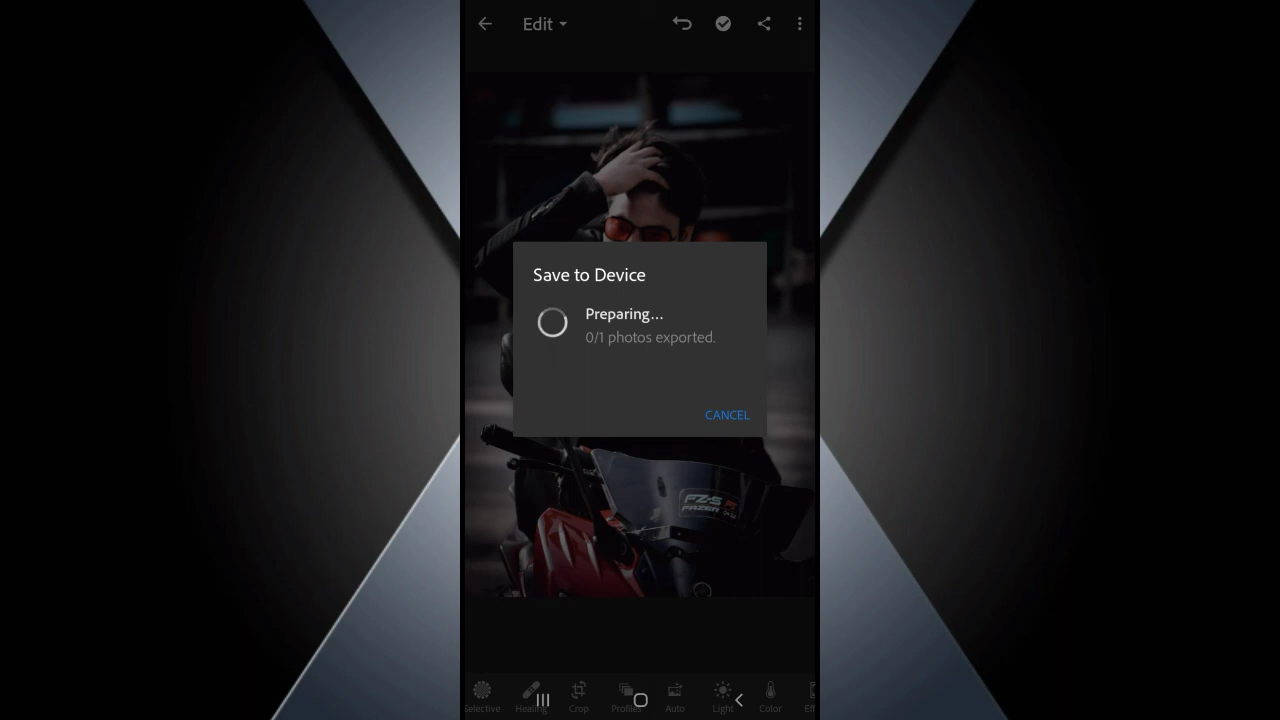 Edit
Save to Device
Preparing...
0/1 photos exported.
CANCEL
FZ-S
FAZER
Selective Healing Crop Profiles Auto Light Color Eff